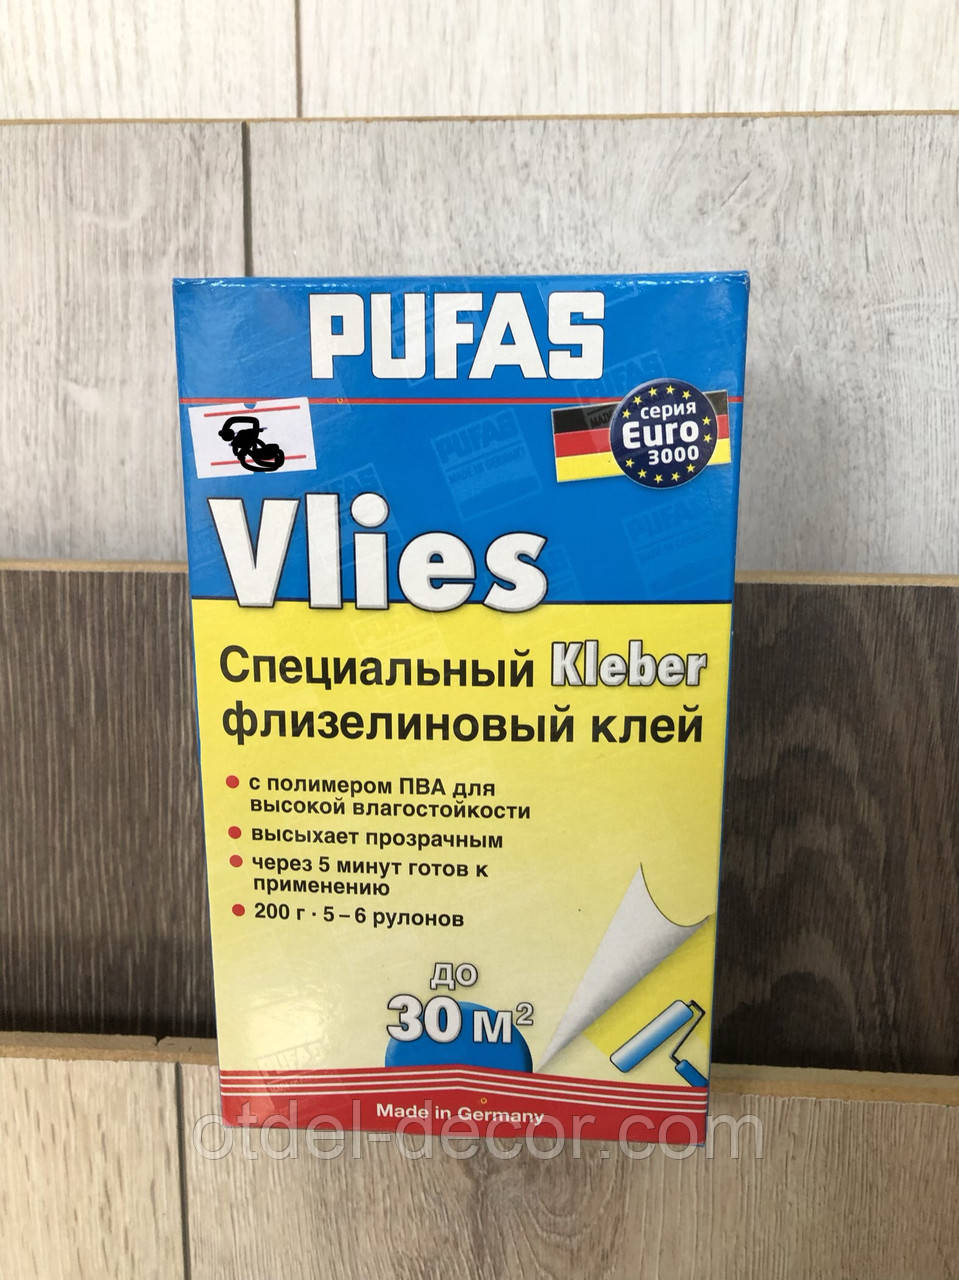 PUFAS
серия
Euro
3000
Vlies
Специальный Kleber
флизелиновый клей
• с полимером ПВА для
высокой влагостойкости
• высыхает прозрачным
• через 5 минут готов к
применению
• 200 г · 5 – 6 рулонов
до
30 м²
Made in Germany
otdel-decor.com